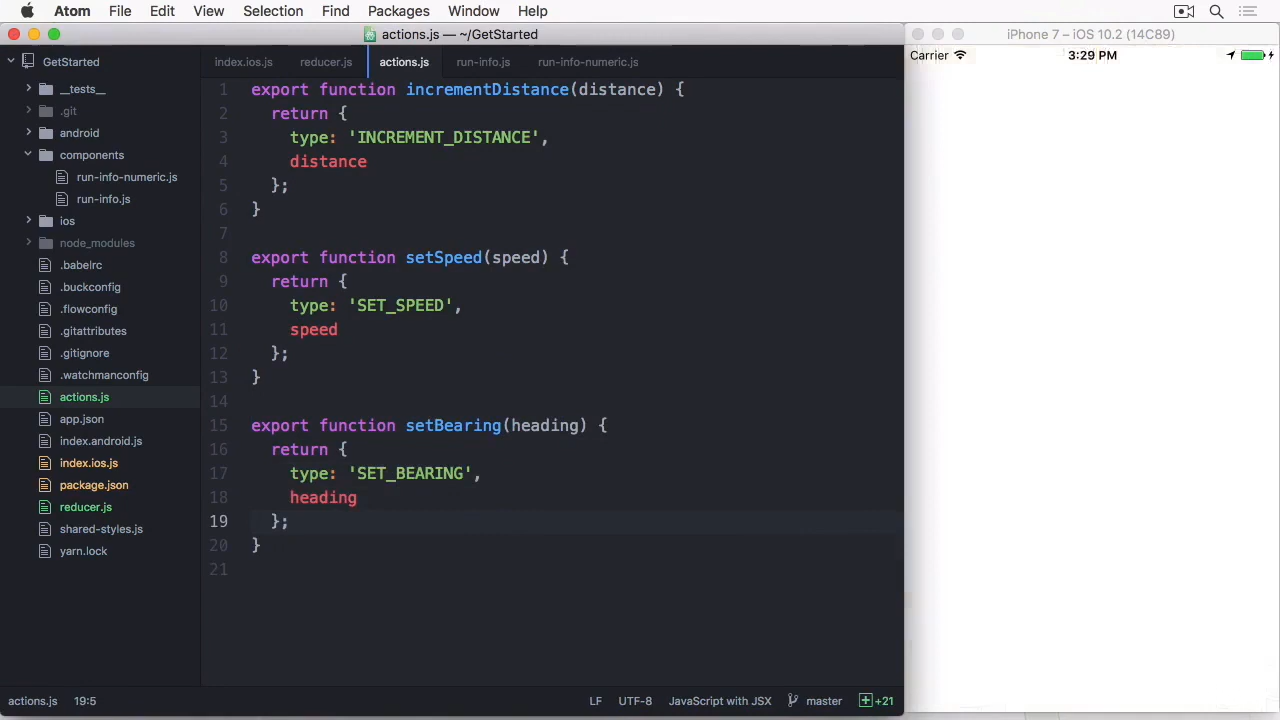 Atom File Edit View Selection Find Packages Window Help
actions.js — ~/GetStarted
iPhone 7 – iOS 10.2 (14C89)
Carrier 3:29 PM
GetStarted
__tests__
.git
android
components
run-info-numeric.js
run-info.js
ios
node_modules
.babelrc
.buckconfig
.flowconfig
.gitattributes
.gitignore
.watchmanconfig
actions.js
app.json
index.android.js
index.ios.js
package.json
reducer.js
shared-styles.js
yarn.lock
index.ios.js reducer.js actions.js run-info.js run-info-numeric.js
1 export function incrementDistance(distance) {
2 return {
3 type: 'INCREMENT_DISTANCE',
4 distance
5 };
6 }
7
8 export function setSpeed(speed) {
9 return {
10 type: 'SET_SPEED',
11 speed
12 };
13 }
14
15 export function setBearing(heading) {
16 return {
17 type: 'SET_BEARING',
18 heading
19 };
20 }
21
actions.js 19:5 LF UTF-8 JavaScript with JSX master +21